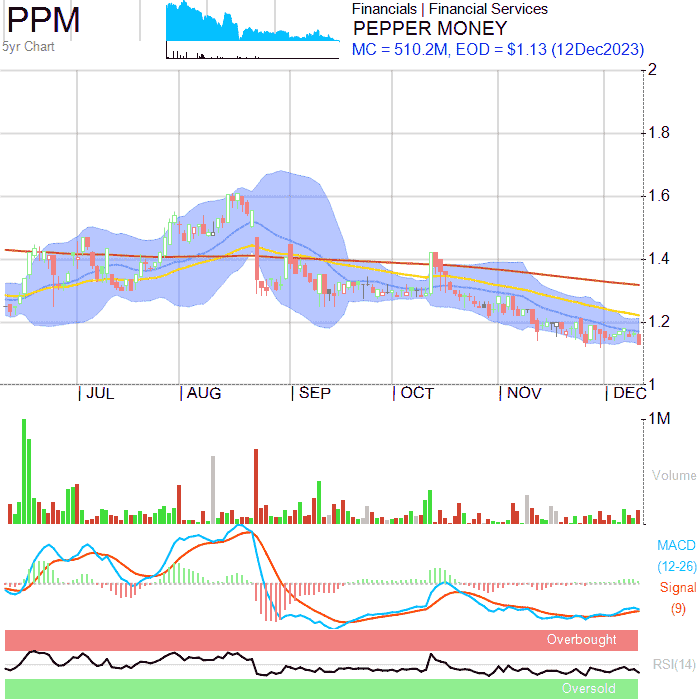 PPM
5yr Chart
Financials | Financial Services
PEPPER MONEY
MC = 510.2M, EOD = $1.13 (12Dec2023)
2
1.8
1.6
1.4
1.2
1
JUL AUG SEP OCT NOV DEC
1M
Volume
MACD
(12-26)
Signal
(9)
Overbought
RSI(14)
Oversold